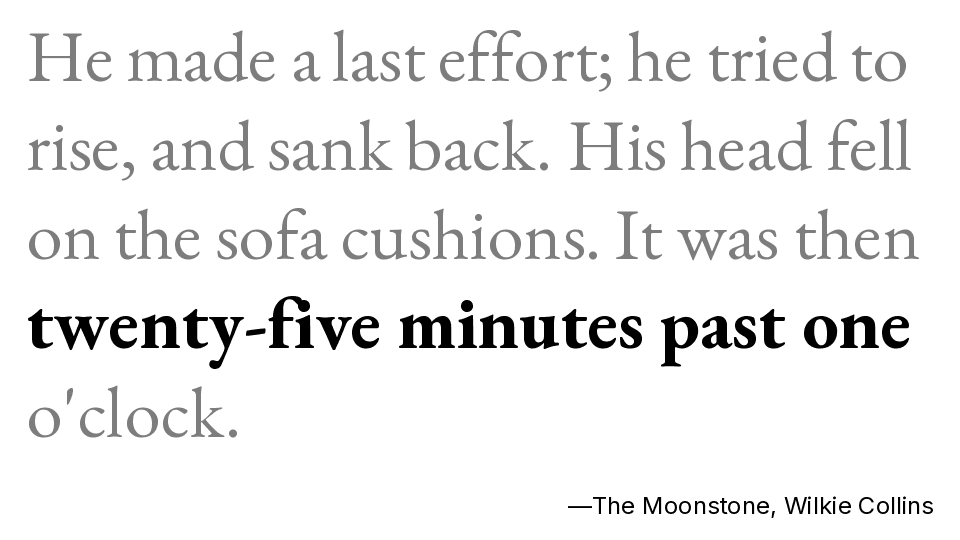 He made a last effort; he tried to
rise, and sank back. His head fell
on the sofa cushions. It was then
twenty-five minutes past one
o'clock.
—The Moonstone, Wilkie Collins